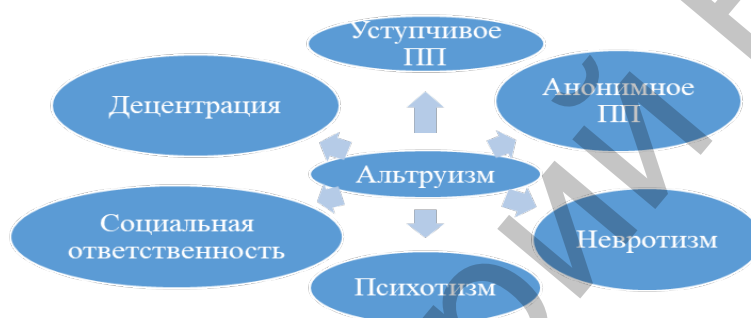 Уступчивое
ПП
Децентрация
Анонимное
ПП
Альтруизм
Социальная
ответственность
Невротизм
Психотизм